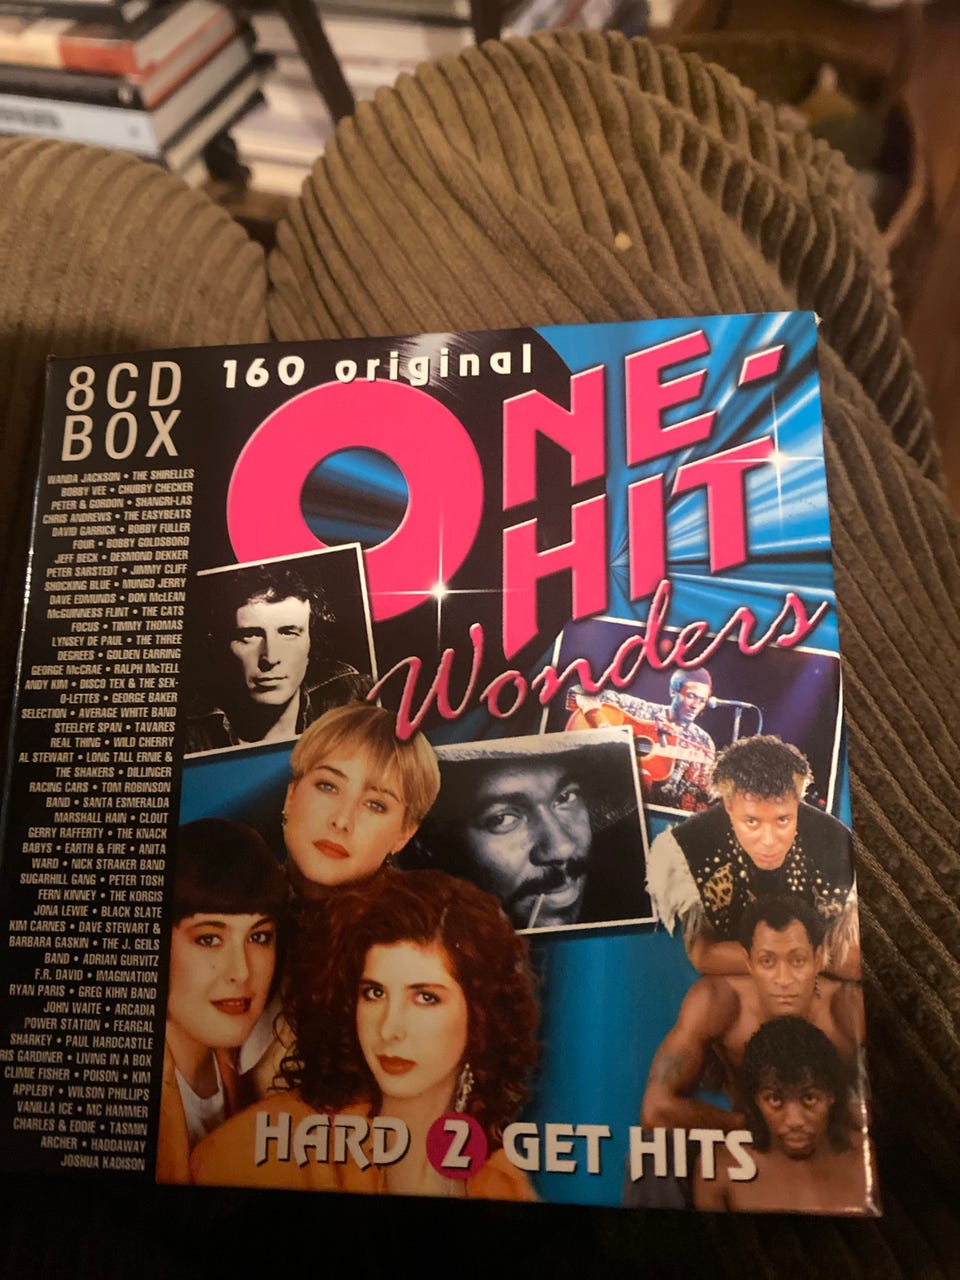 8CD
BOX
160 original
ONE-
HIT
Wonders
WANDA JACKSON • THE SHIRELLES
BOBBY VEE • CHUBBY CHECKER
PETER & GORDON • SHANGRI-LAS
CHRIS ANDREWS • THE EASYBEATS
DAVID GARRICK • BOBBY FULLER
FOUR • BOBBY GOLDSBORO
JEFF BECK • DESMOND DEKKER
PETER SARSTEDT • JIMMY CLIFF
SHOCKING BLUE • MUNGO JERRY
DAVE EDMUNDS • DON McLEAN
McGUINNESS FLINT • THE CATS
FOCUS • TIMMY THOMAS
LYNSEY DE PAUL • THE THREE
DEGREES • GOLDEN EARRING
GEORGE McCRAE • RALPH McTELL
ANDY KIM • DISCO TEX & THE SEX-
O-LETTES • GEORGE BAKER
SELECTION • AVERAGE WHITE BAND
STEELEYE SPAN • TAVARES
REAL THING • WILD CHERRY
AL STEWART • LONG TALL ERNIE &
THE SHAKERS • DILLINGER
RACING CARS • TOM ROBINSON
BAND • SANTA ESMERALDA
MARSHALL HAIN • CLOUT
GERRY RAFFERTY • THE KNACK
BABYS • EARTH & FIRE • ANITA
WARD • NICK STRAKER BAND
SUGARHILL GANG • PETER TOSH
FERN KINNEY • THE KORGIS
JONA LEWIE • BLACK SLATE
KIM CARNES • DAVE STEWART &
BARBARA GASKIN • THE J. GEILS
BAND • ADRIAN GURVITZ
F.R. DAVID • IMAGINATION
RYAN PARIS • GREG KIHN BAND
JOHN WAITE • ARCADIA
POWER STATION • FEARGAL
SHARKEY • PAUL HARDCASTLE
RIS GARDINER • LIVING IN A BOX
CLIMIE FISHER • POISON • KIM
APPLEBY • WILSON PHILLIPS
VANILLA ICE • MC HAMMER
CHARLES & EDDIE • TASMIN
ARCHER • HADDAWAY
JOSHUA KADISON
HARD 2 GET HITS